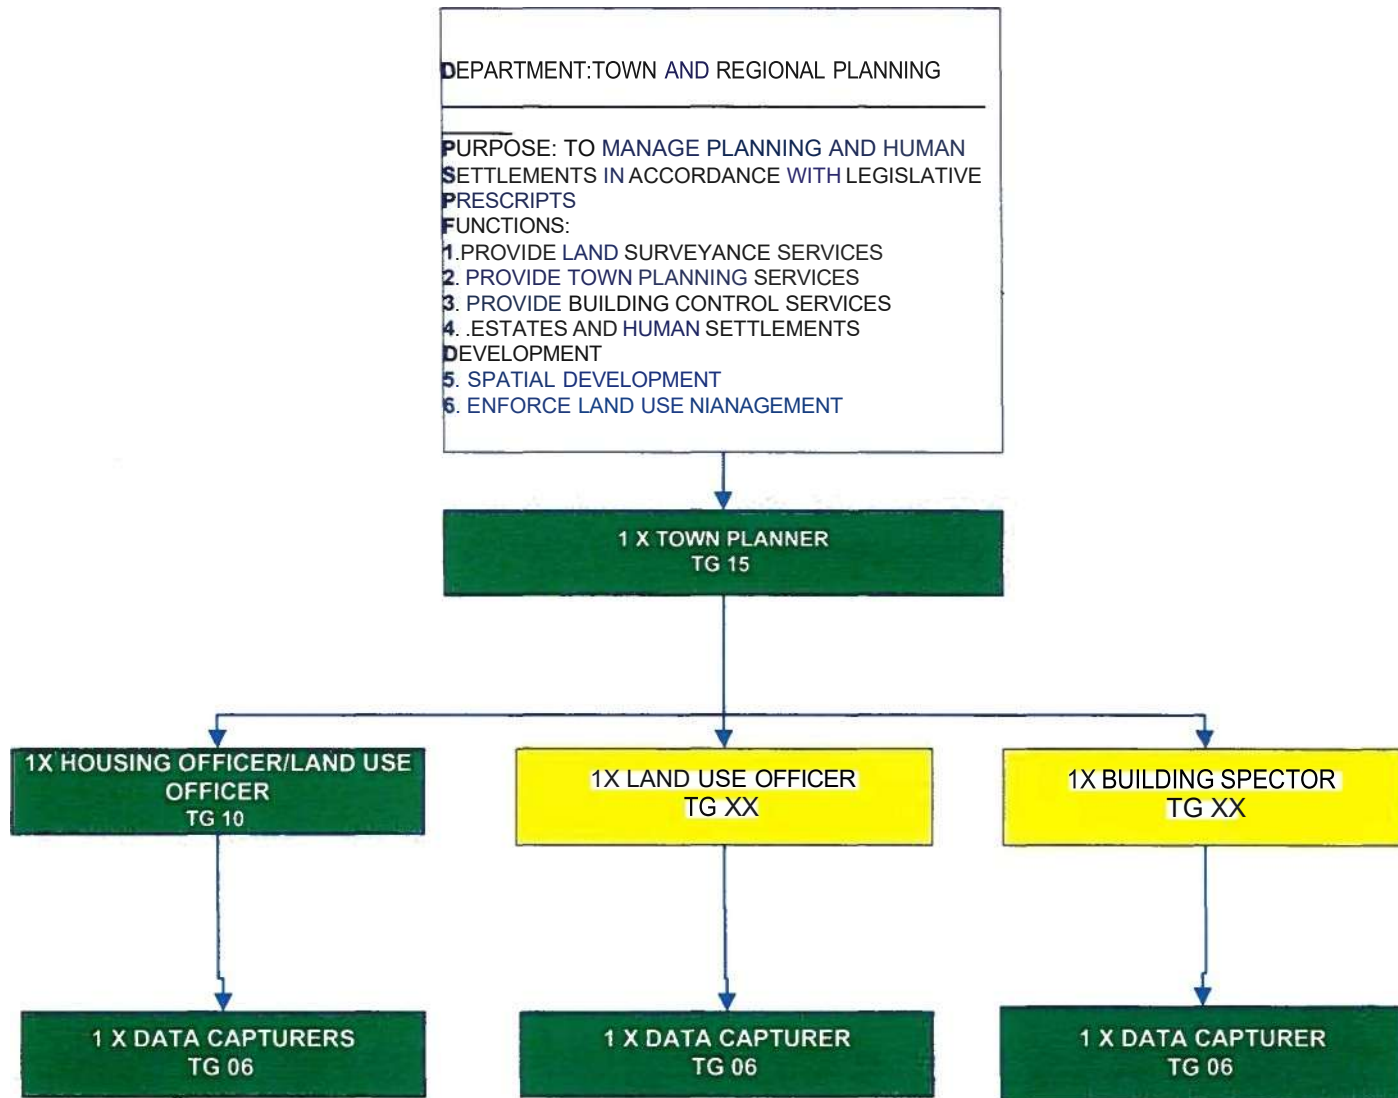 DEPARTMENT:TOWN AND REGIONAL PLANNING
PURPOSE: TO MANAGE PLANNING AND HUMAN
SETTLEMENTS IN ACCORDANCE WITH LEGISLATIVE
PRESCRIPTS
FUNCTIONS:
1.PROVIDE LAND SURVEYANCE SERVICES
2. PROVIDE TOWN PLANNING SERVICES
3. PROVIDE BUILDING CONTROL SERVICES
4. .ESTATES AND HUMAN SETTLEMENTS
DEVELOPMENT
5. SPATIAL DEVELOPMENT
6. ENFORCE LAND USE NIANAGEMENT
1 X TOWN PLANNER
TG 15
1X HOUSING OFFICER/LAND USE
OFFICER
TG 10
1X LAND USE OFFICER
TG XX
1X BUILDING SPECTOR
TG XX
1 X DATA CAPTURERS
TG 06
1 X DATA CAPTURER
TG 06
1 X DATA CAPTURER
TG 06